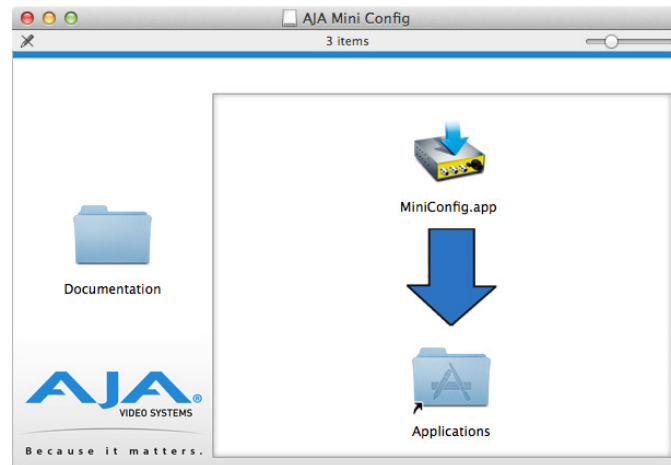 AJA Mini Config
3 items
MiniConfig.app
Documentation
AJA®
VIDEO SYSTEMS
Because it matters.
Applications